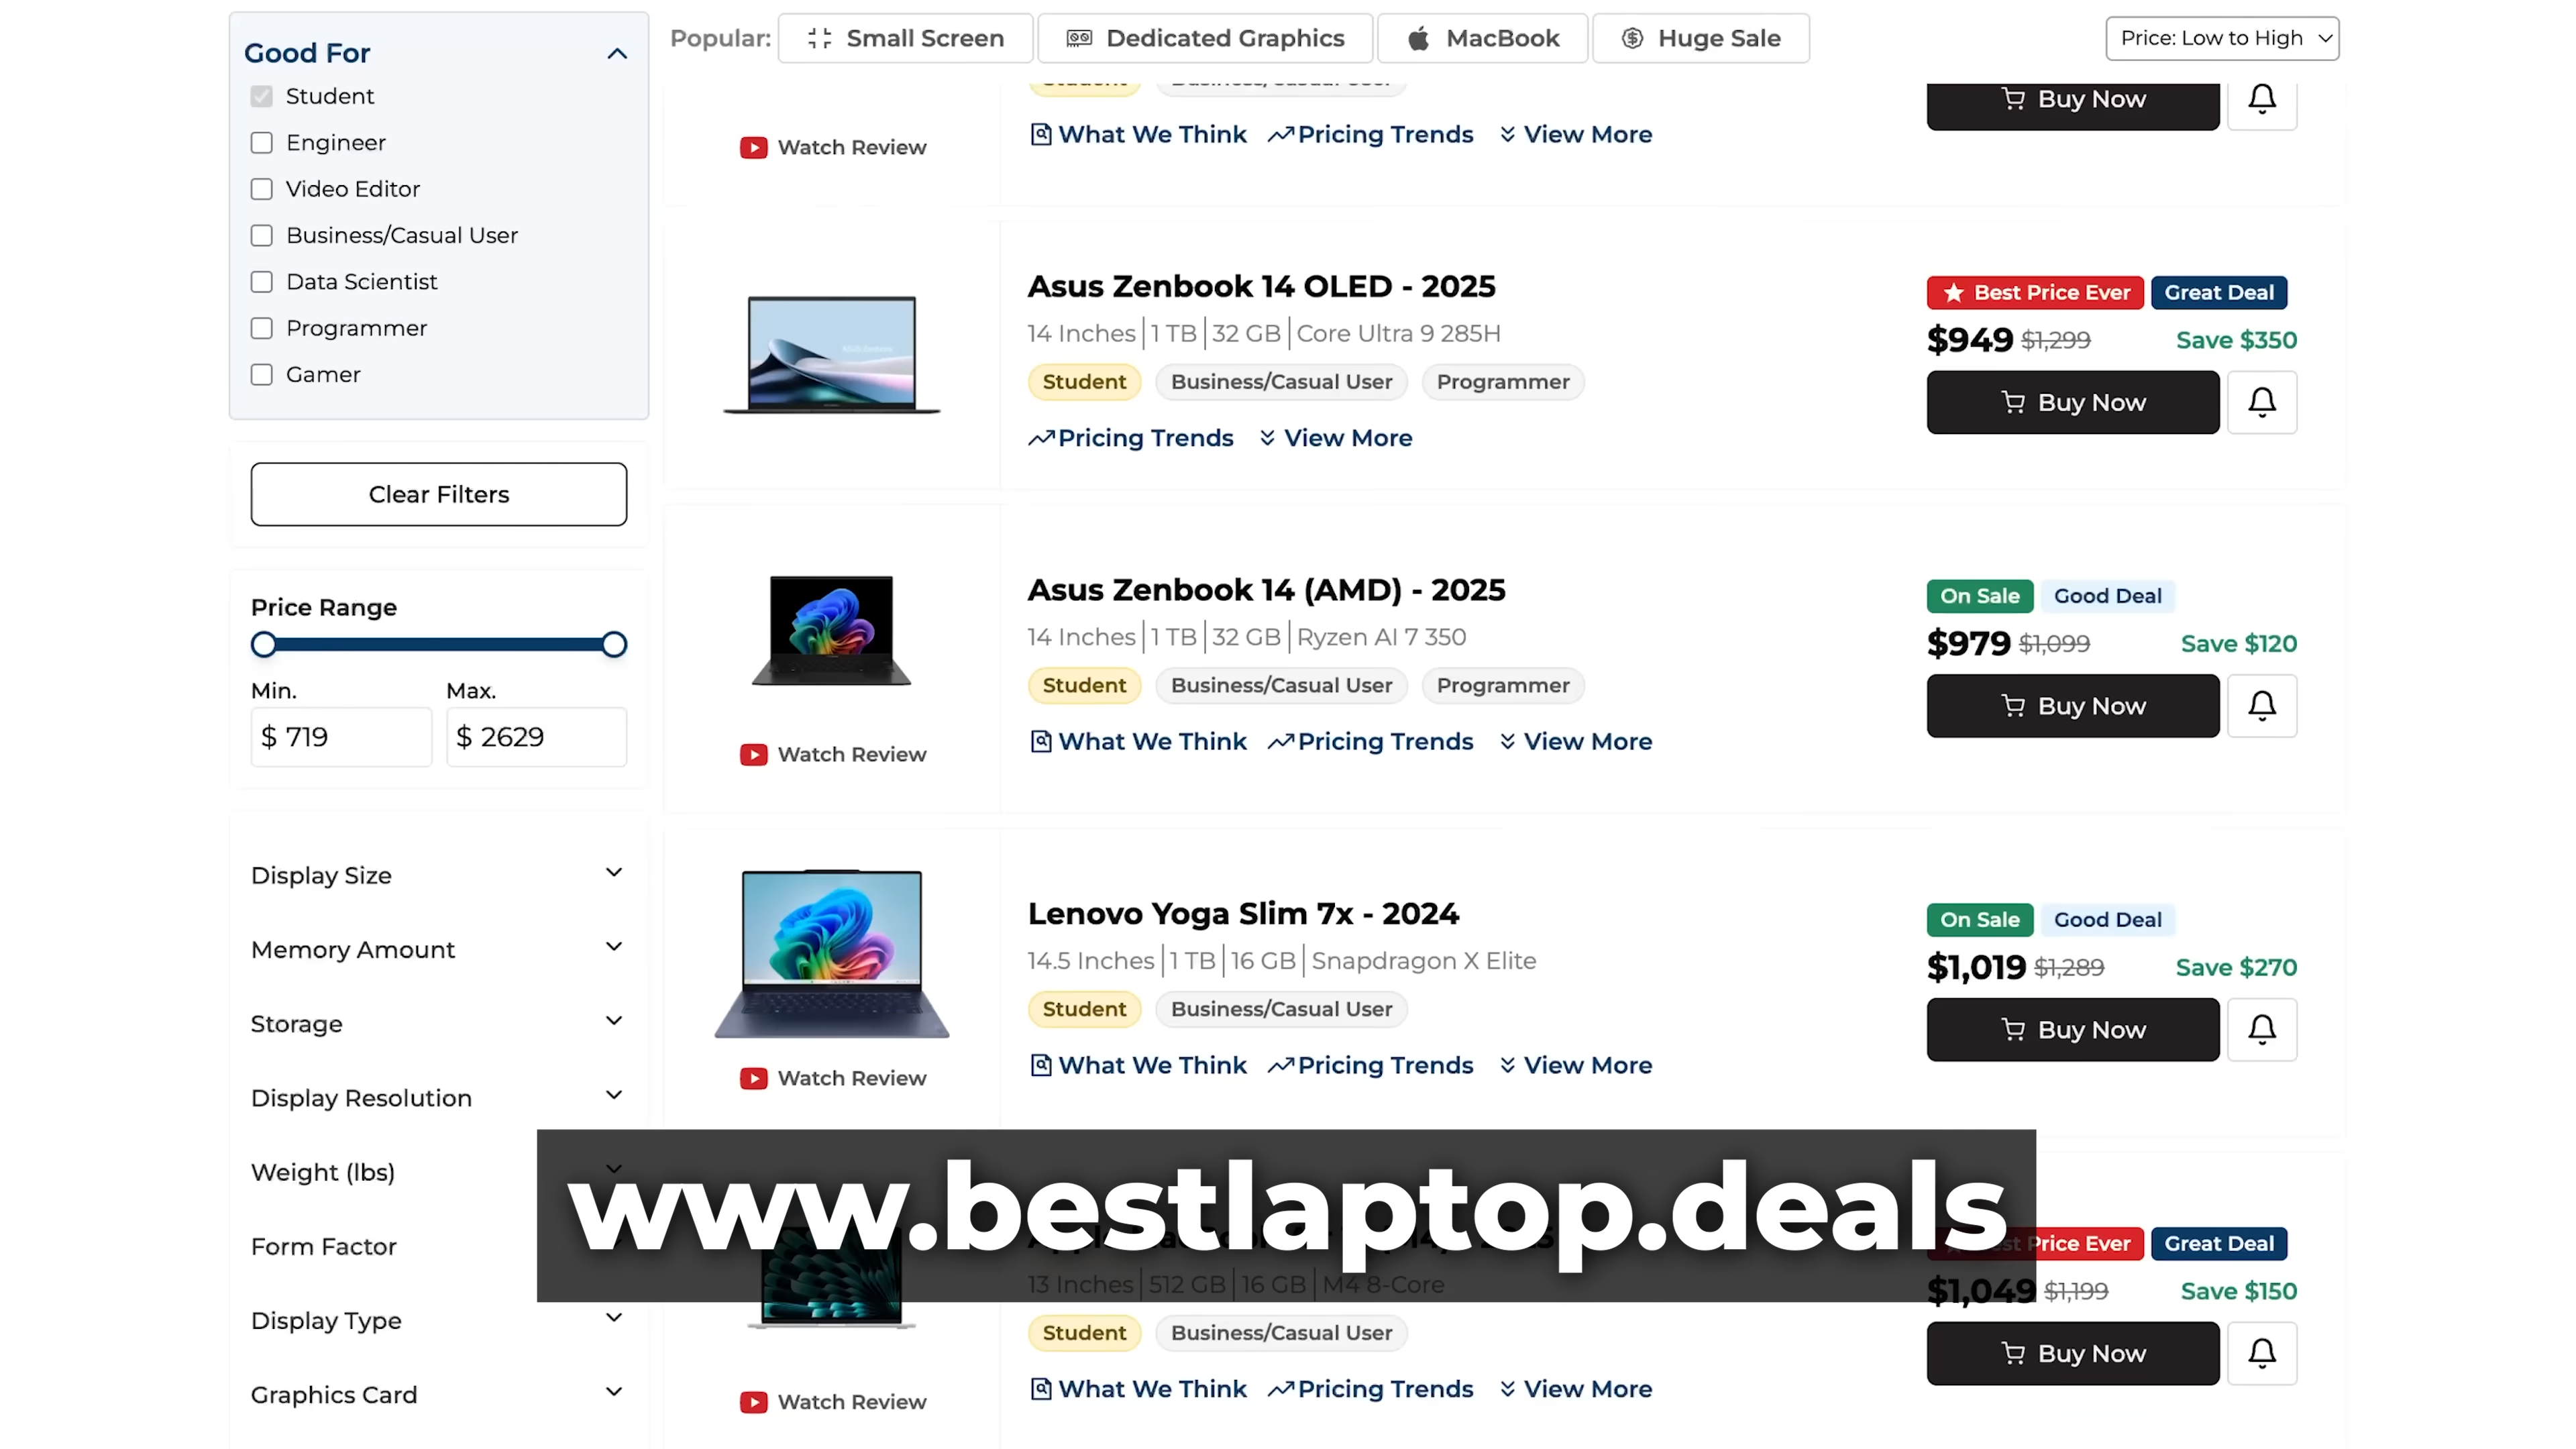 Good For
Student
Engineer
Video Editor
Business/Casual User
Data Scientist
Programmer
Gamer
Clear Filters
Price Range
Min.
Max.
$ 719
$ 2629
Display Size
Memory Amount
Storage
Display Resolution
Weight (lbs)
Form Factor
Display Type
Graphics Card
Popular:
Small Screen
Dedicated Graphics
MacBook
Huge Sale
Price: Low to High
Student
Business/Casual User
Watch Review
What We Think
Pricing Trends
View More
Buy Now
Asus Zenbook 14 OLED - 2025
14 Inches | 1 TB | 32 GB | Core Ultra 9 285H
Student
Business/Casual User
Programmer
Pricing Trends
View More
Best Price Ever
Great Deal
$949 $1,299 Save $350
Buy Now
Asus Zenbook 14 (AMD) - 2025
14 Inches | 1 TB | 32 GB | Ryzen AI 7 350
Student
Business/Casual User
Programmer
Watch Review
What We Think
Pricing Trends
View More
On Sale
Good Deal
$979 $1,099 Save $120
Buy Now
Lenovo Yoga Slim 7x - 2024
14.5 Inches | 1 TB | 16 GB | Snapdragon X Elite
Student
Business/Casual User
Watch Review
What We Think
Pricing Trends
View More
On Sale
Good Deal
$1,019 $1,289 Save $270
Buy Now
www.bestlaptop.deals
13 Inches | 512 GB | 16 GB | M4 8-Core
Student
Business/Casual User
Watch Review
What We Think
Pricing Trends
View More
Price Ever
Great Deal
$1,049 $1,199 Save $150
Buy Now